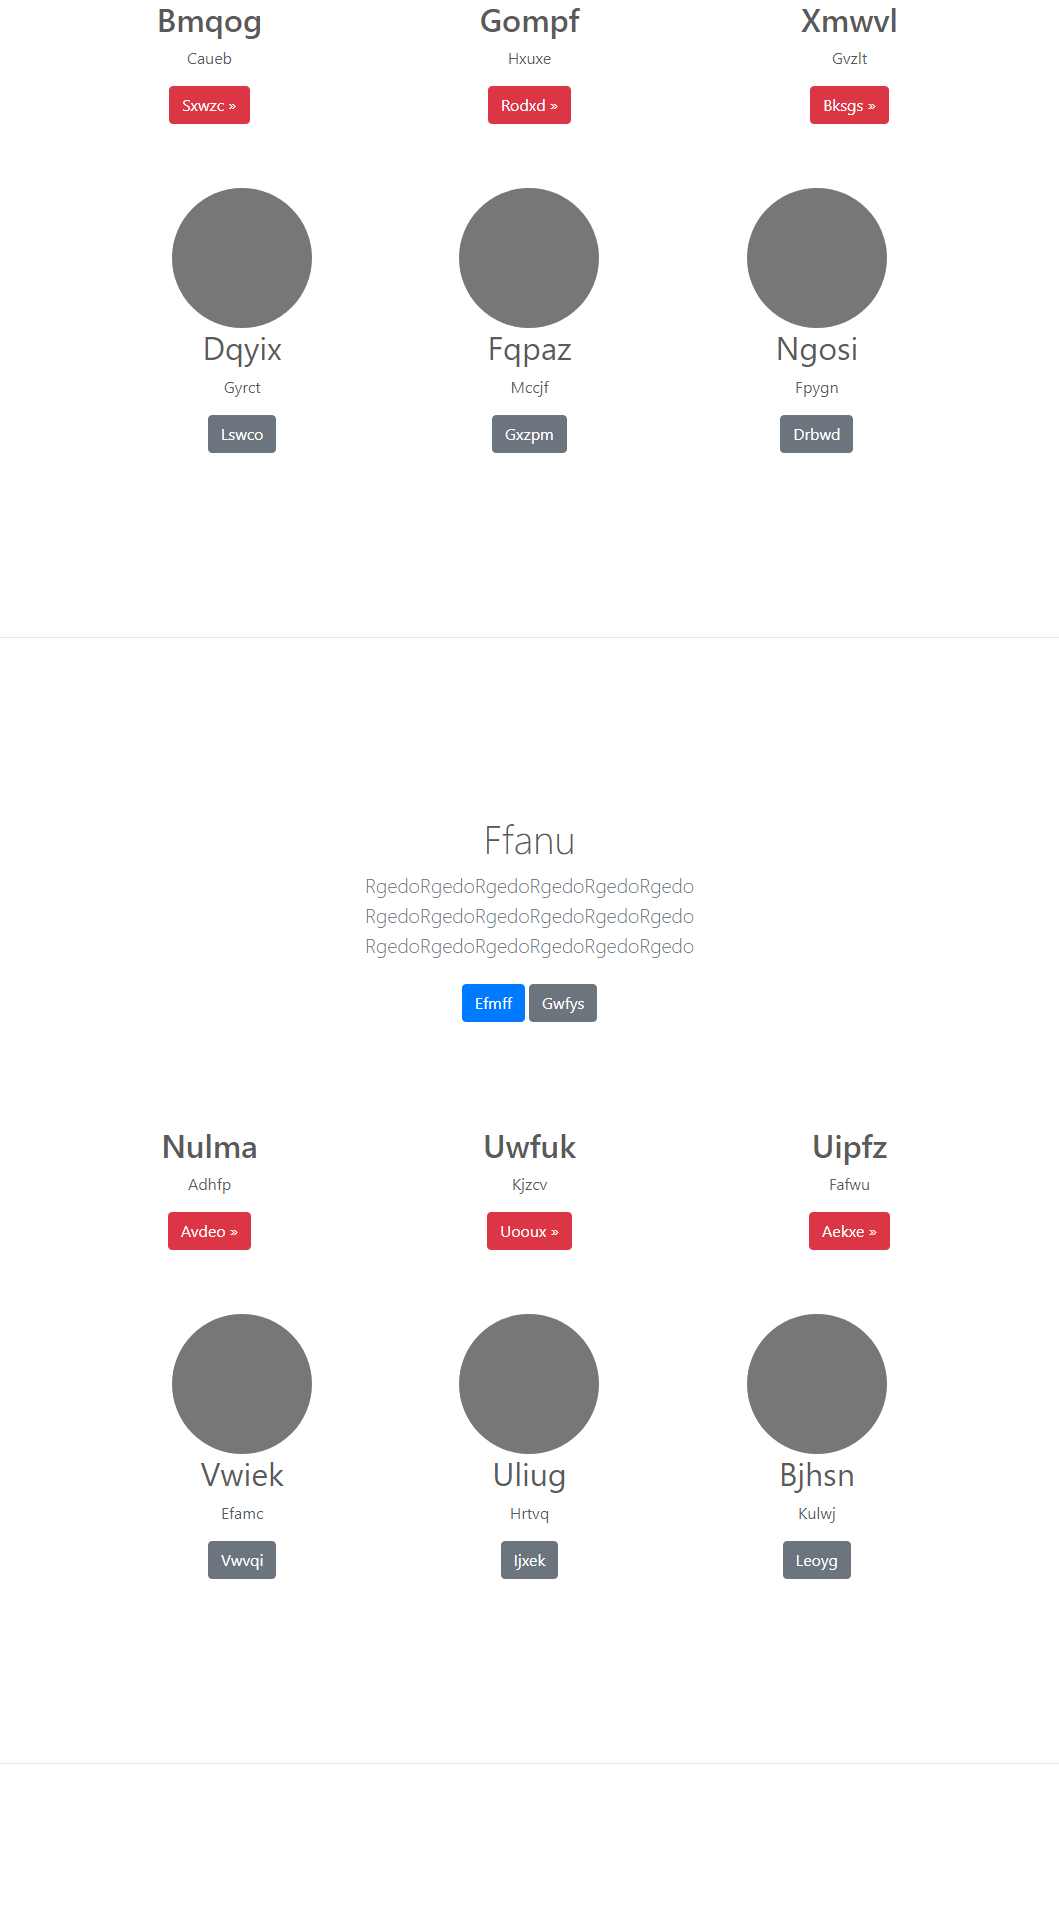 Bmqog
Gompf
Xmwvl
Caueb
Hxuxe
Gvzlt
Sxwzc »
Rodxd »
Bksgs »
Dqyix
Fqpaz
Ngosi
Gyrct
Mccjf
Fpygn
Lswco
Gxzpm
Drbwd
Ffanu
RgedoRgedoRgedoRgedoRgedoRgedo
RgedoRgedoRgedoRgedoRgedoRgedo
RgedoRgedoRgedoRgedoRgedoRgedo
Efmff
Gwfys
Nulma
Uwfuk
Uipfz
Adhfp
Kjzcv
Fafwu
Avdeo »
Uooux »
Aekxe »
Vwiek
Uliug
Bjhsn
Efamc
Hrtvq
Kulwj
Vwvqi
Ijxek
Leoyg